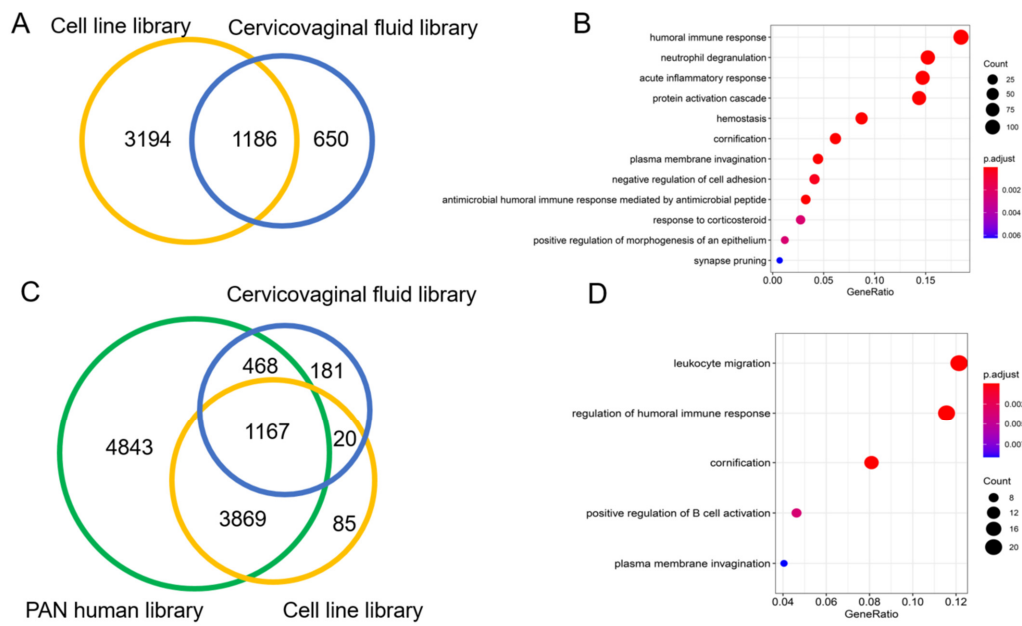 A
Cell line library
Cervicovaginal fluid library
3194
1186
650
B
humoral immune response
neutrophil degranulation
acute inflammatory response
protein activation cascade
hemostasis
cornification
plasma membrane invagination
negative regulation of cell adhesion
antimicrobial humoral immune response mediated by antimicrobial peptide
response to corticosteroid
positive regulation of morphogenesis of an epithelium
synapse pruning
0.00 0.05 0.10 0.15
GeneRatio
Count
25
50
75
100
p.adjust
0.002
0.004
0.006
C
Cervicovaginal fluid library
468
181
4843
1167
20
3869
85
PAN human library
Cell line library
D
leukocyte migration
regulation of humoral immune response
cornification
positive regulation of B cell activation
plasma membrane invagination
0.04 0.06 0.08 0.10 0.12
GeneRatio
p.adjust
0.00
0.00
0.00
Count
8
12
16
20